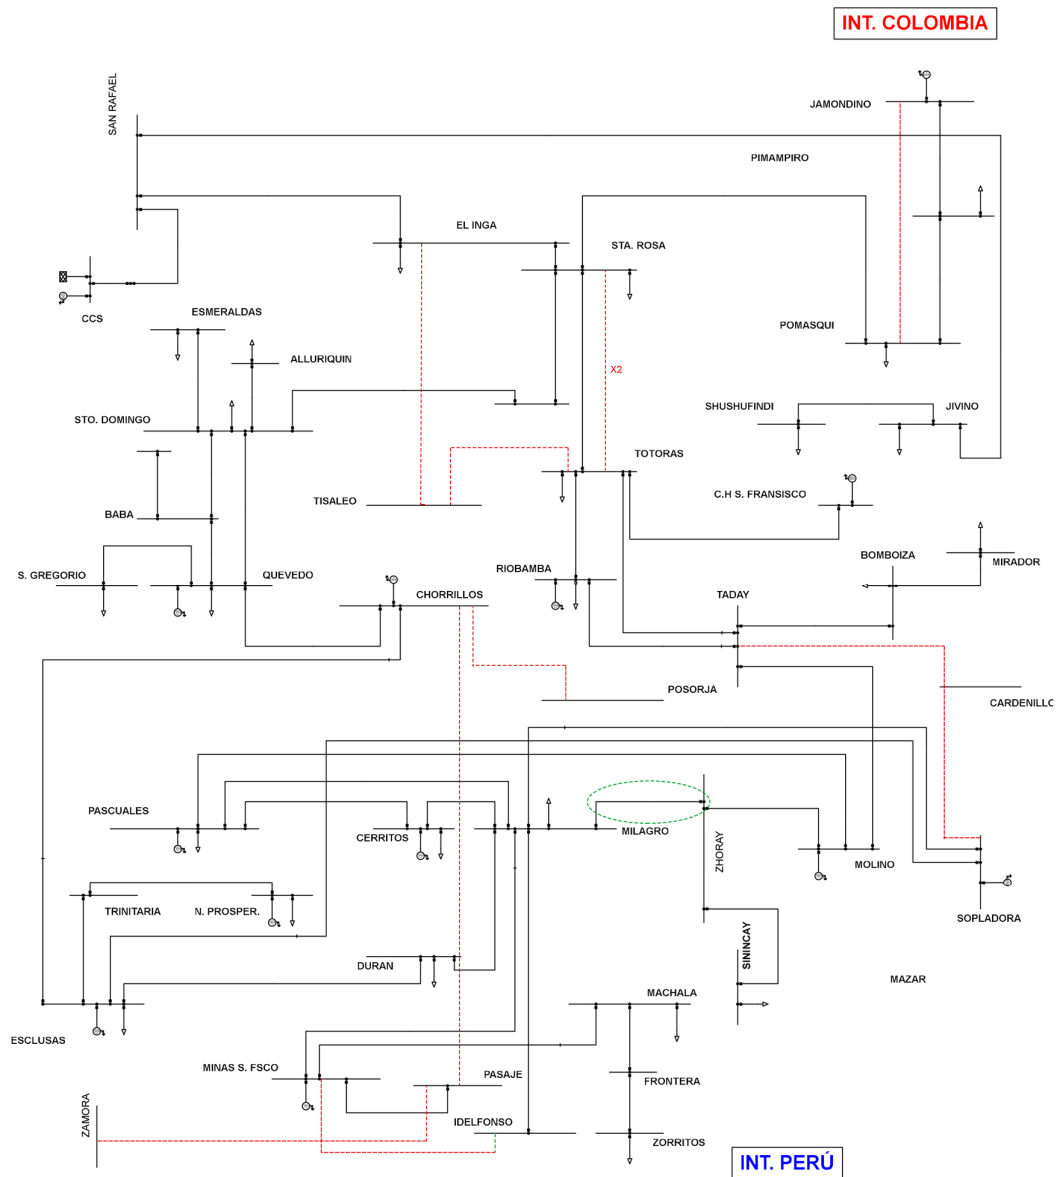 INT. COLOMBIA
SAN RAFAEL
JAMONDINO
PIMAMPIRO
EL INGA
STA. ROSA
CCS
ESMERALDAS
POMASQUI
ALLURIQUIN
X2
STO. DOMINGO
SHUSHUFINDI
JIVINO
TOTORAS
TISALEO
C.H S. FRANSISCO
BABA
BOMBOIZA
MIRADOR
S. GREGORIO
QUEVEDO
RIOBAMBA
CHORRILLOS
TADAY
POSORJA
CARDENILLO
PASCUALES
CERRITOS
MILAGRO
ZHORAY
MOLINO
TRINITARIA
N. PROSPER.
SOPLADORA
SININCAY
DURAN
MAZAR
MACHALA
ESCLUSAS
MINAS S. FSCO
PASAJE
FRONTERA
ZAMORA
IDELFONSO
ZORRITOS
INT. PERÚ